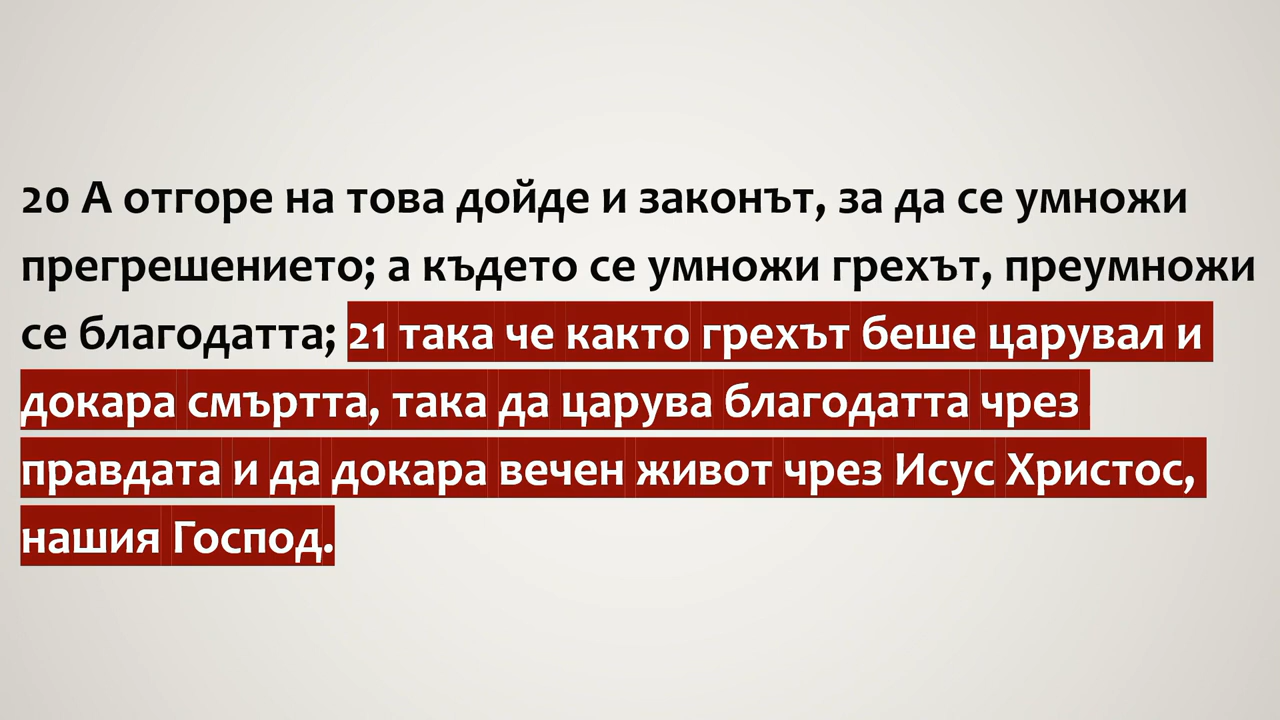 20 А отгоре на това дойде и законът, за да се умножи
прегрешението; а където се умножи грехът, преумножи
се благодатта; 21 така че както грехът беше царувал и
докара смъртта, така да царува благодатта чрез
правдата и да докара вечен живот чрез Исус Христос,
нашия Господ.